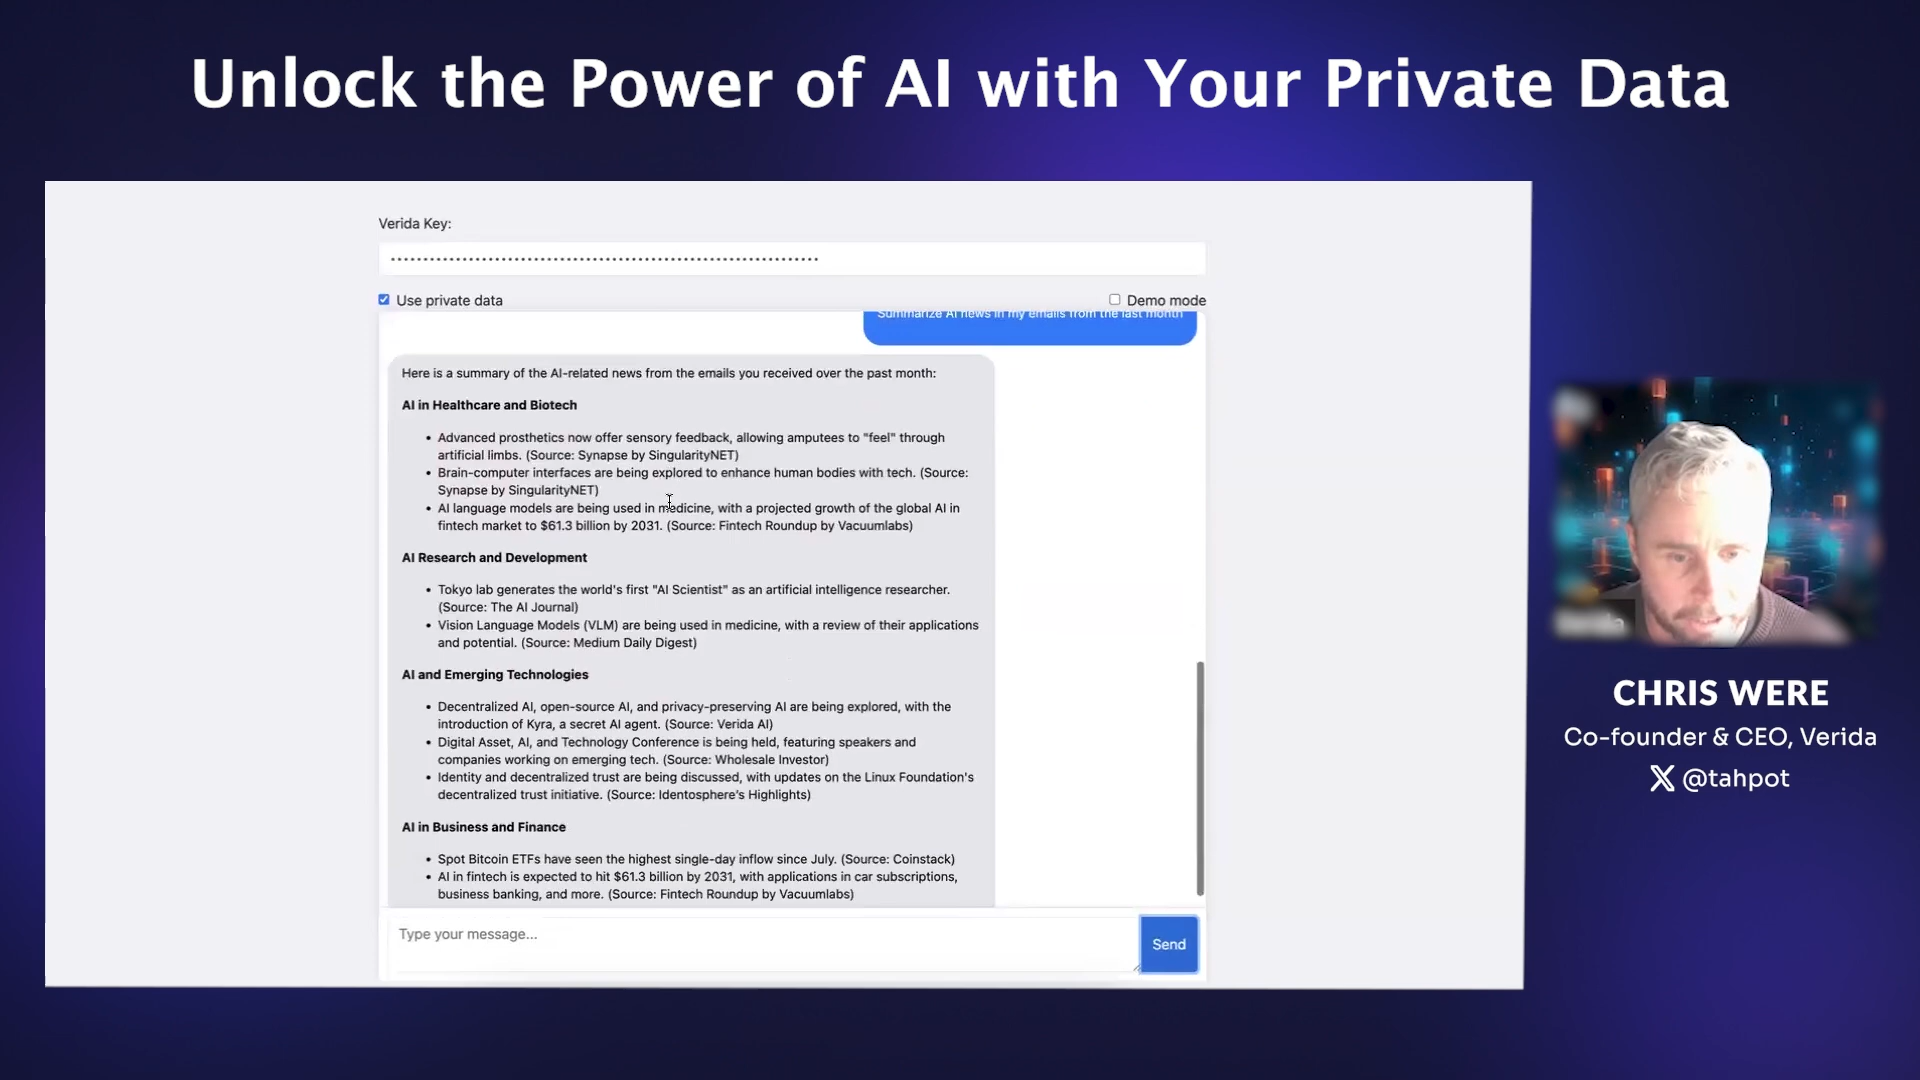 Unlock the Power of AI with Your Private Data
Verida Key:
Use private data
Demo mode
Summarize AI news in my emails from the last month
Here is a summary of the AI-related news from the emails you received over the past month:
AI in Healthcare and Biotech
• Advanced prosthetics now offer sensory feedback, allowing amputees to "feel" through
artificial limbs. (Source: Synapse by SingularityNET)
• Brain-computer interfaces are being explored to enhance human bodies with tech. (Source:
Synapse by SingularityNET)
• AI language models are being used in medicine, with a projected growth of the global AI in
fintech market to $61.3 billion by 2031. (Source: Fintech Roundup by Vacuumlabs)
AI Research and Development
• Tokyo lab generates the world's first "AI Scientist" as an artificial intelligence researcher.
(Source: The AI Journal)
• Vision Language Models (VLM) are being used in medicine, with a review of their applications
and potential. (Source: Medium Daily Digest)
AI and Emerging Technologies
• Decentralized AI, open-source AI, and privacy-preserving AI are being explored, with the
introduction of Kyra, a secret AI agent. (Source: Verida AI)
• Digital Asset, AI, and Technology Conference is being held, featuring speakers and
companies working on emerging tech. (Source: Wholesale Investor)
• Identity and decentralized trust are being discussed, with updates on the Linux Foundation's
decentralized trust initiative. (Source: Identosphere's Highlights)
AI in Business and Finance
• Spot Bitcoin ETFs have seen the highest single-day inflow since July. (Source: Coinstack)
• AI in fintech is expected to hit $61.3 billion by 2031, with applications in car subscriptions,
business banking, and more. (Source: Fintech Roundup by Vacuumlabs)
Type your message...
Send
CHRIS WERE
Co-founder & CEO, Verida
X @tahpot